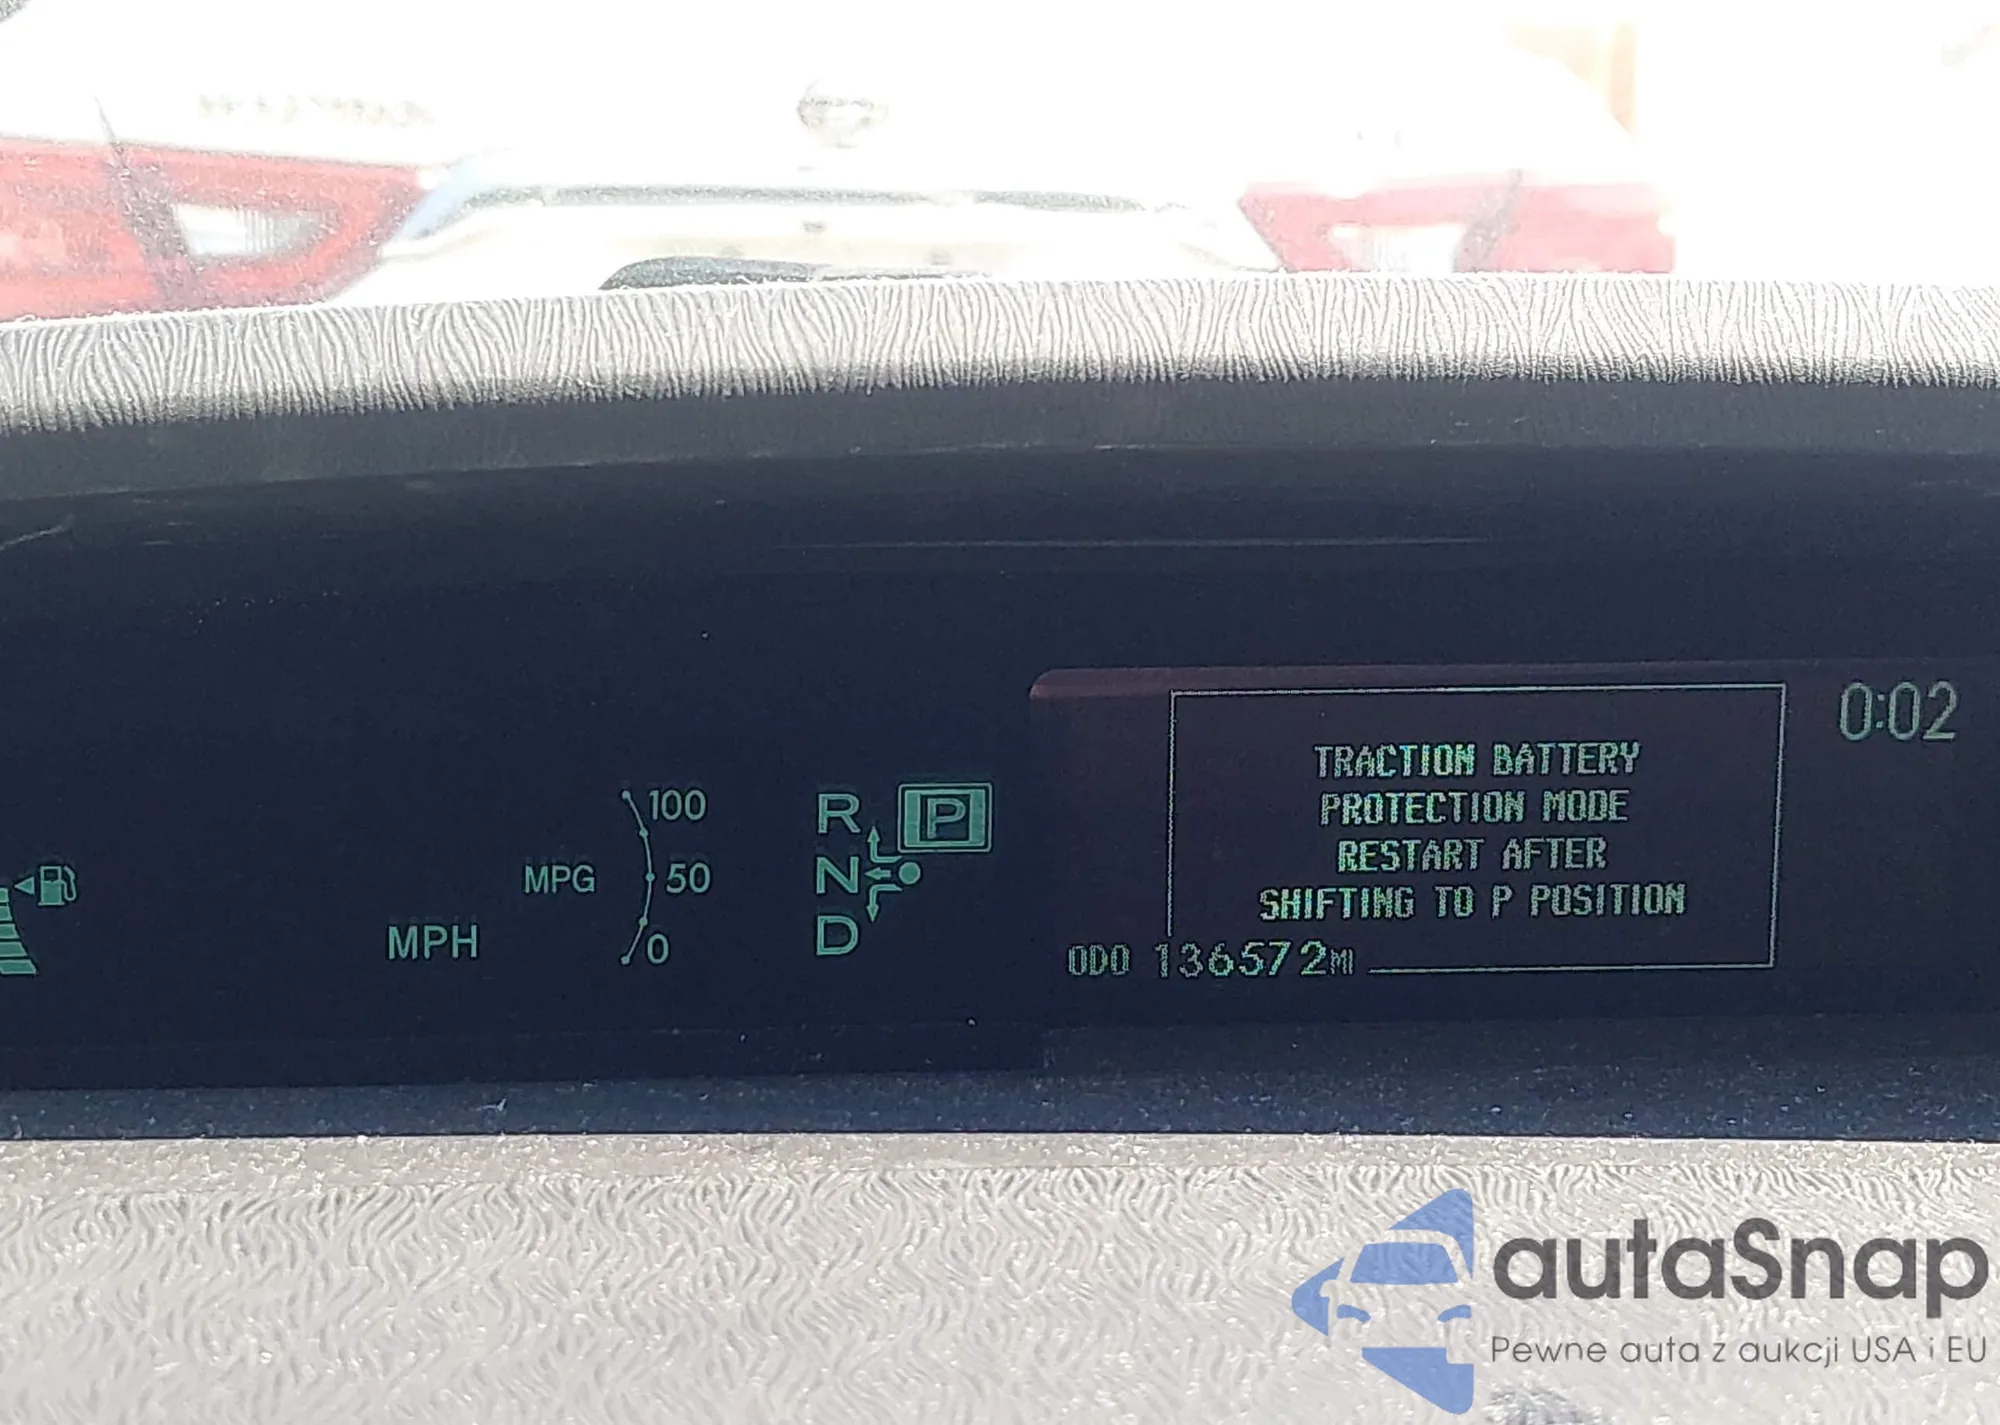 0:02
TRACTION BATTERY
PROTECTION MODE
RESTART AFTER
SHIFTING TO P POSITION
ODO 136572MI
100
MPG 50
0
MPH
R P
N
D
autaSnap
Pewne auta z aukcji USA i EU